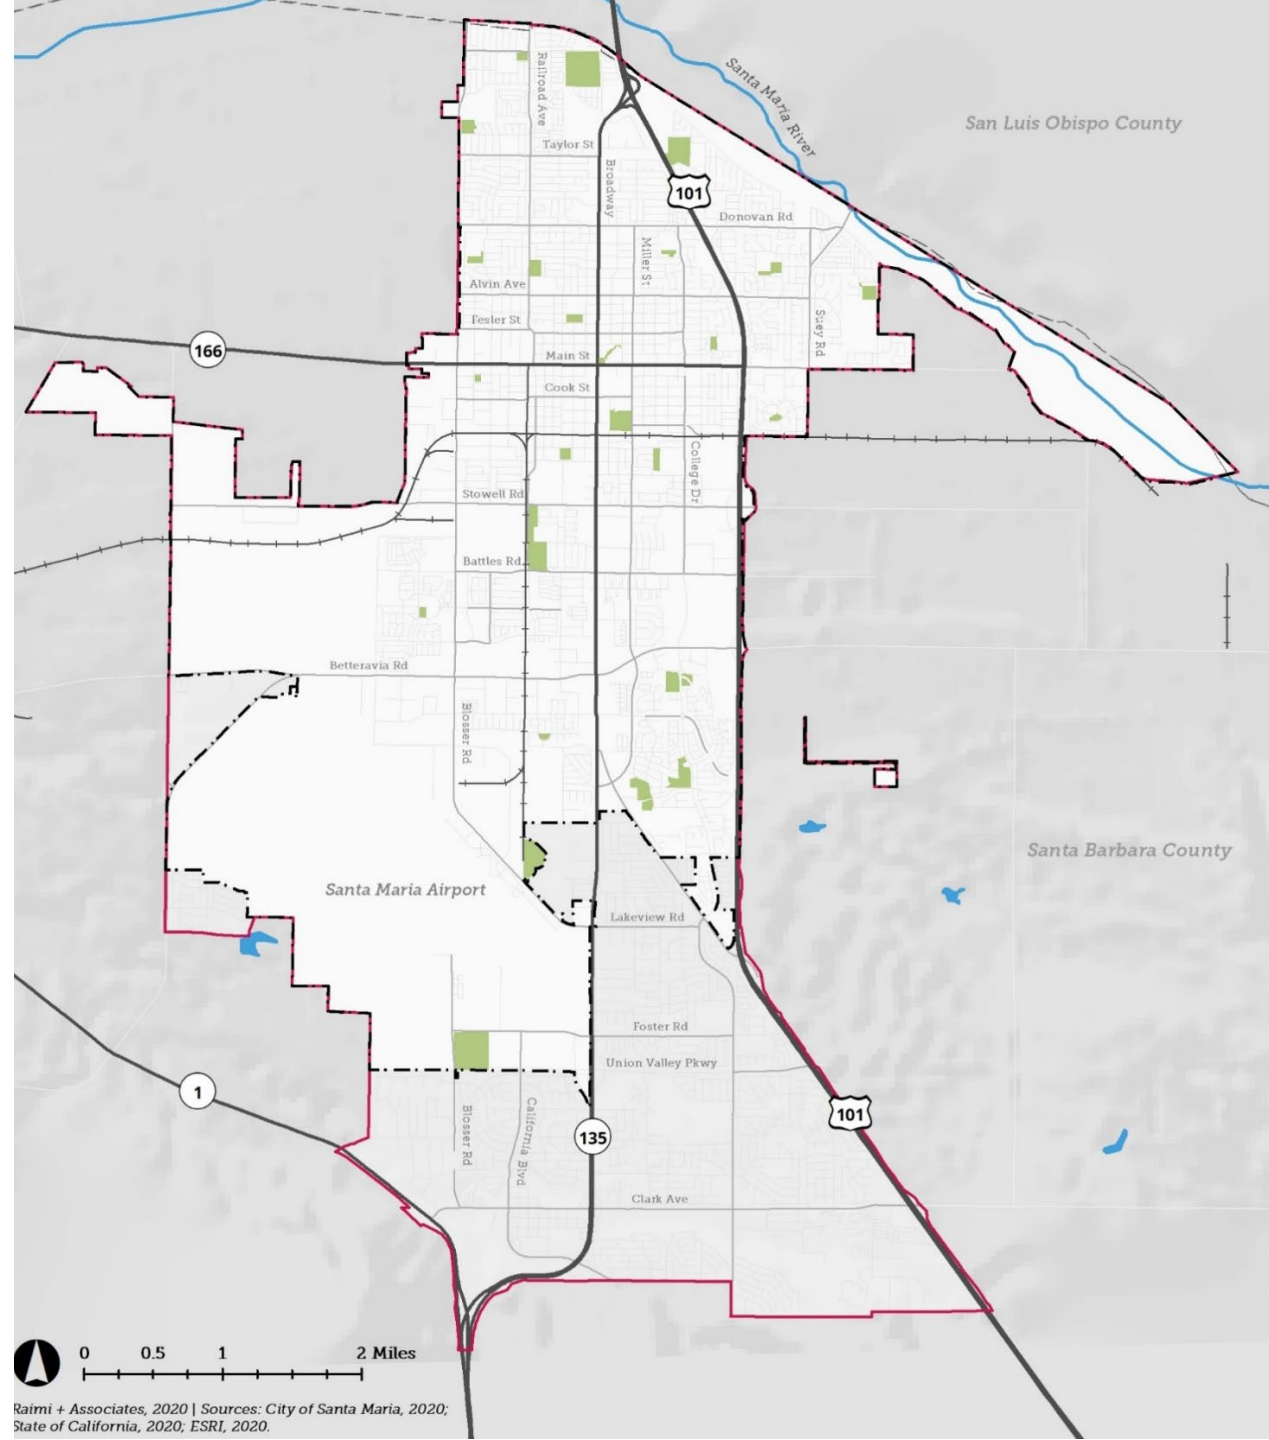 Railroad Ave
Santa Maria River
San Luis Obispo County
Taylor St
Broadway
101
Donovan Rd
Miller St
Alvin Ave
Fesler St
Suey Rd
166
Main St
Cook St
College Dr
Stowell Rd
Battles Rd
Betteravia Rd
Blosser Rd
Santa Barbara County
Santa Maria Airport
Lakeview Rd
Foster Rd
Union Valley Pkwy
1
Blosser Rd
California Blvd
135
101
Clark Ave
0 0.5 1 2 Miles
Raimi + Associates, 2020 | Sources: City of Santa Maria, 2020;
State of California, 2020; ESRI, 2020.